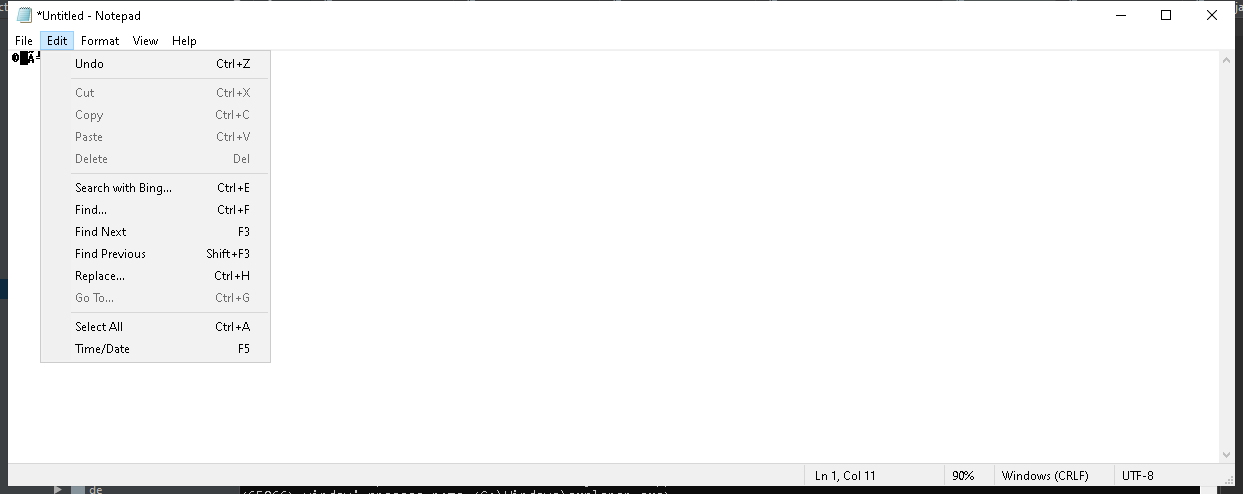 *Untitled - Notepad
File Edit Format View Help
Undo Ctrl+Z
Cut Ctrl+X
Copy Ctrl+C
Paste Ctrl+V
Delete Del
Search with Bing... Ctrl+E
Find... Ctrl+F
Find Next F3
Find Previous Shift+F3
Replace... Ctrl+H
Go To... Ctrl+G
Select All Ctrl+A
Time/Date F5
Ln 1, Col 11 90% Windows (CRLF) UTF-8
de